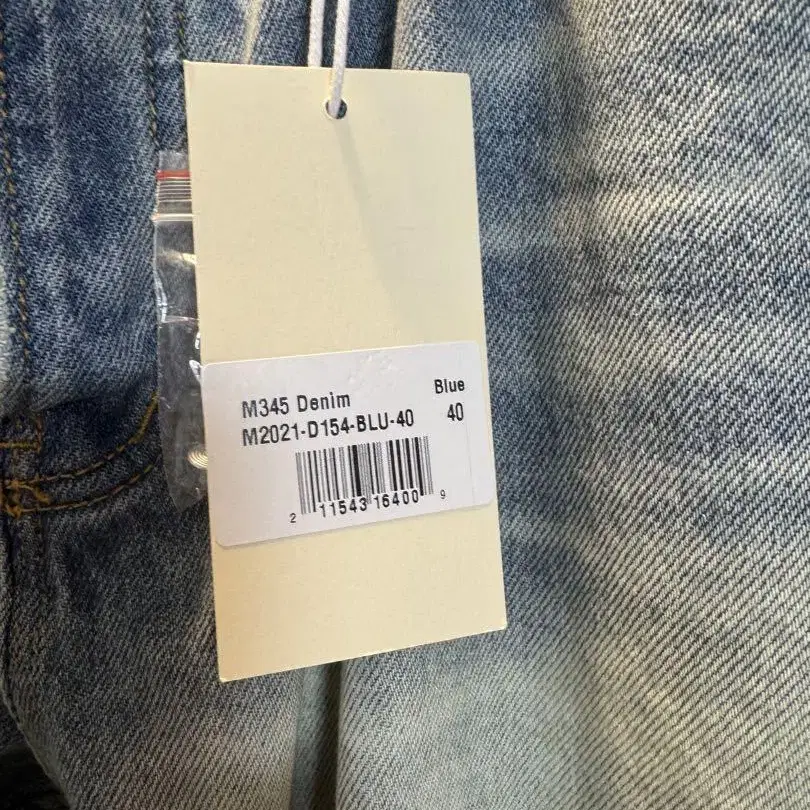 M345 Denim Blue
M2021-D154-BLU-40 40
2 11543 16400 9